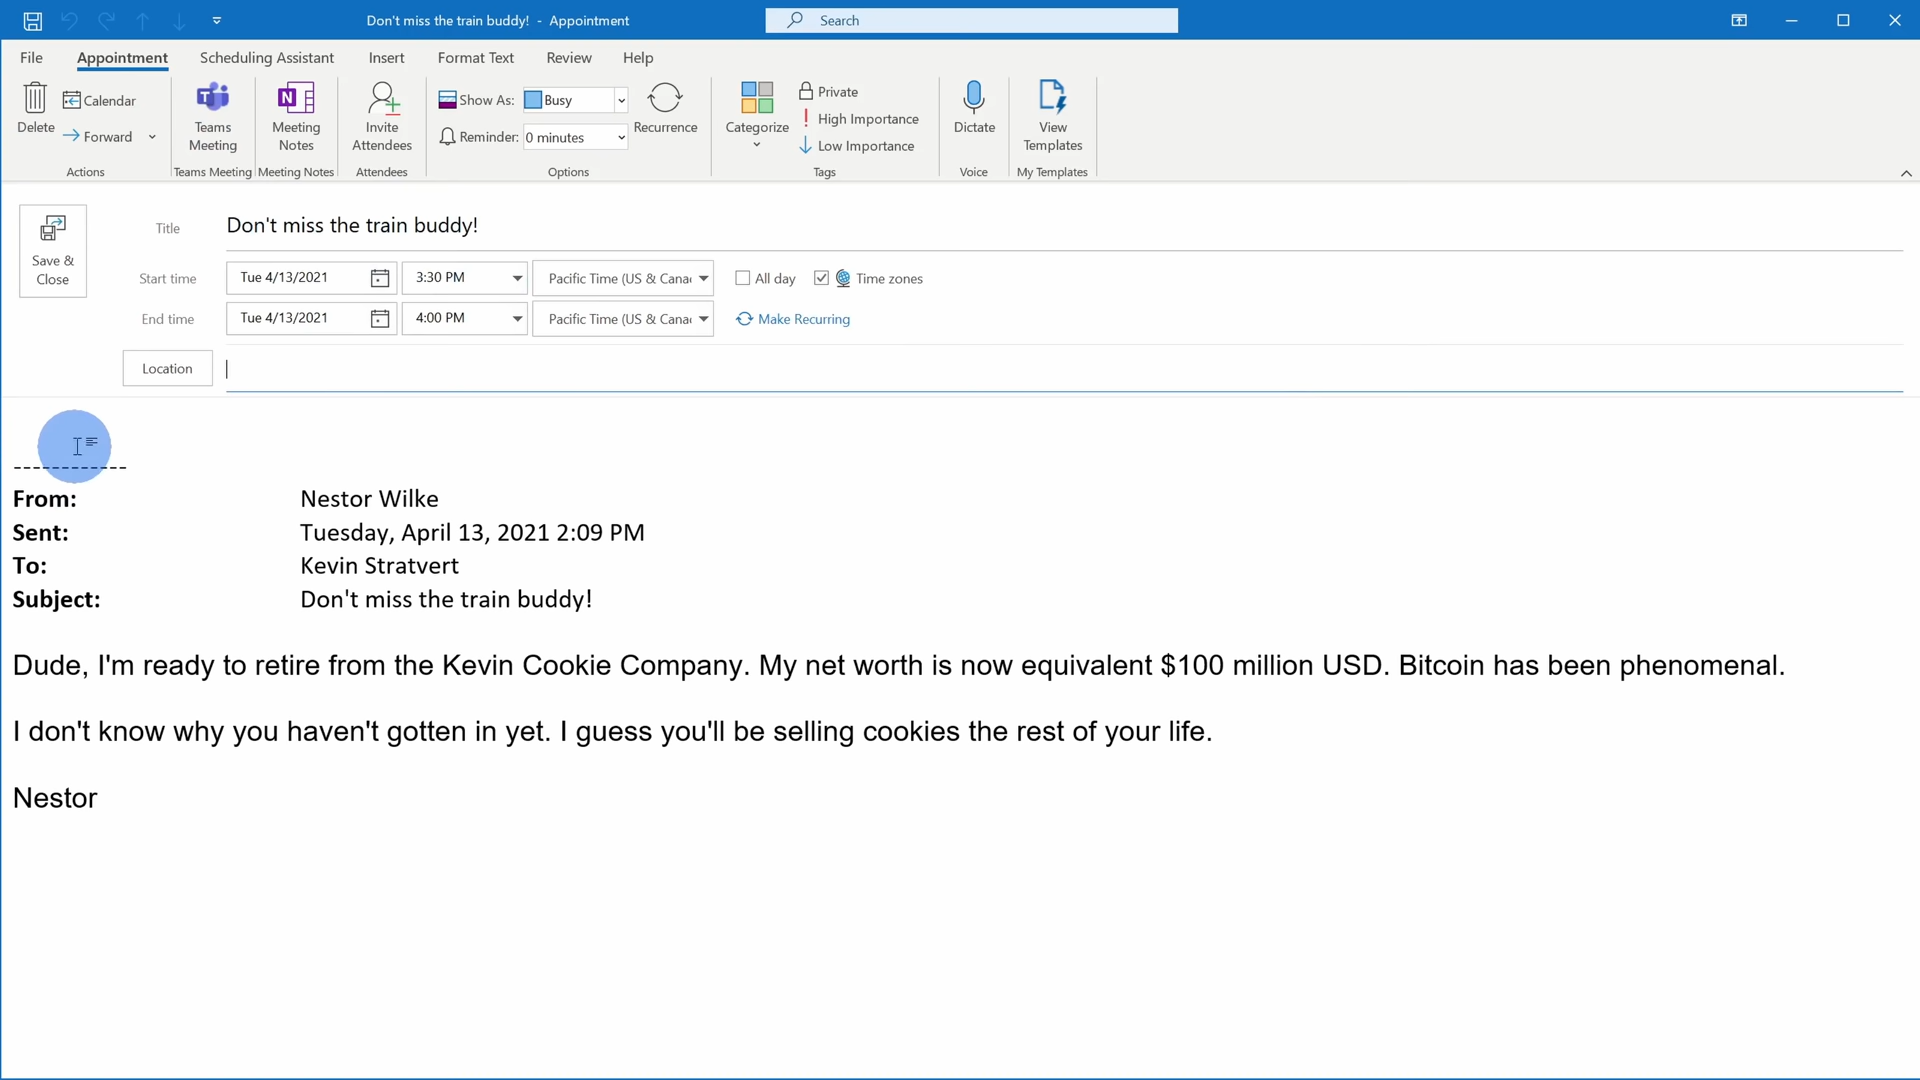 Don't miss the train buddy! - Appointment
Search
File Appointment Scheduling Assistant Insert Format Text Review Help
Delete
Calendar
Forward
Actions
Teams
Meeting
Teams Meeting
Meeting
Notes
Meeting Notes
Invite
Attendees
Attendees
Show As: Busy
Reminder: 0 minutes
Recurrence
Options
Categorize
Private
High Importance
Low Importance
Tags
Dictate
Voice
View
Templates
My Templates
Save &
Close
Title Don't miss the train buddy!
Start time Tue 4/13/2021 3:30 PM Pacific Time (US & Cana All day Time zones
End time Tue 4/13/2021 4:00 PM Pacific Time (US & Cana Make Recurring
Location
------------
From: Nestor Wilke
Sent: Tuesday, April 13, 2021 2:09 PM
To: Kevin Stratvert
Subject: Don't miss the train buddy!
Dude, I'm ready to retire from the Kevin Cookie Company. My net worth is now equivalent $100 million USD. Bitcoin has been phenomenal.
I don't know why you haven't gotten in yet. I guess you'll be selling cookies the rest of your life.
Nestor